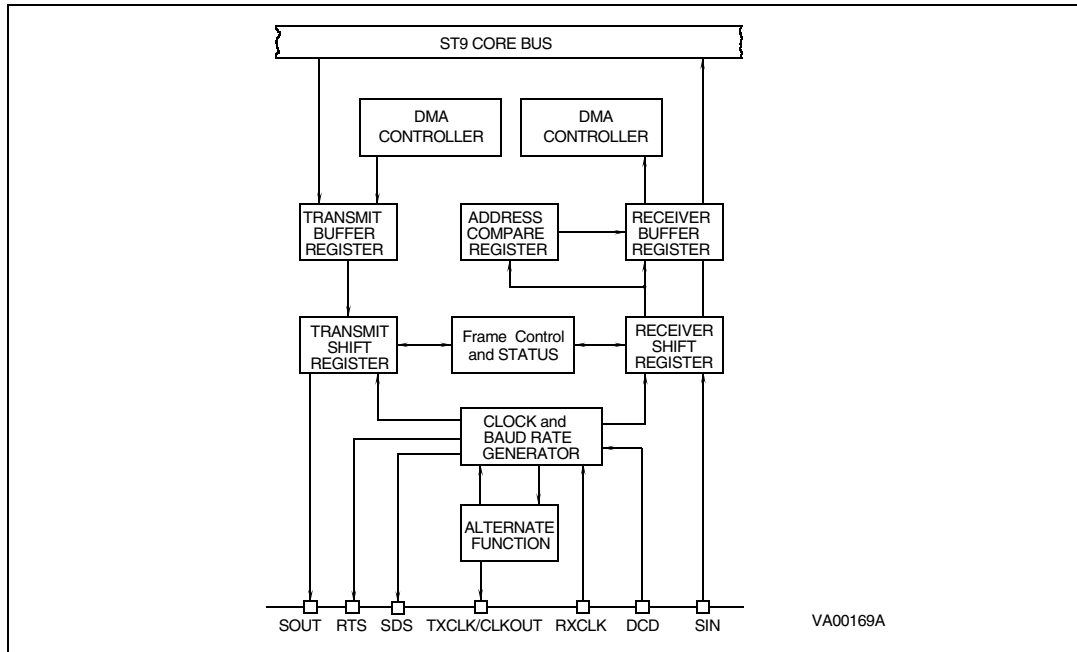 ST9 CORE BUS
DMA
CONTROLLER
DMA
CONTROLLER
TRANSMIT
BUFFER
REGISTER
ADDRESS
COMPARE
REGISTER
RECEIVER
BUFFER
REGISTER
TRANSMIT
SHIFT
REGISTER
Frame Control
and STATUS
RECEIVER
SHIFT
REGISTER
CLOCK and
BAUD RATE
GENERATOR
ALTERNATE
FUNCTION
SOUT RTS SDS TXCLK/CLKOUT RXCLK DCD SIN
VA00169A